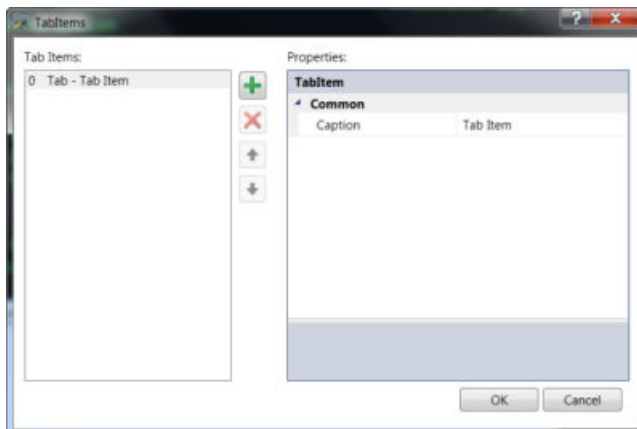 TabItems
?
Tab Items:
Properties:
0 Tab - Tab Item
TabItem
Common
Caption Tab Item
OK Cancel